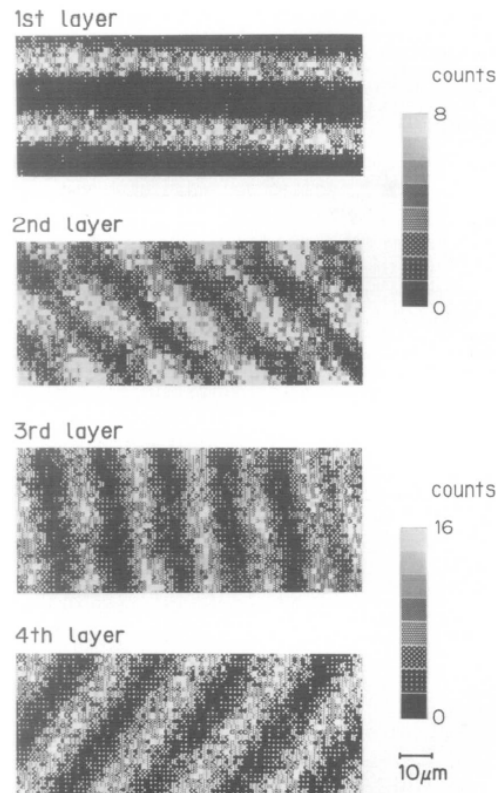 1st layer
counts
8
0
2nd layer
3rd layer
counts
16
0
4th layer
10μm